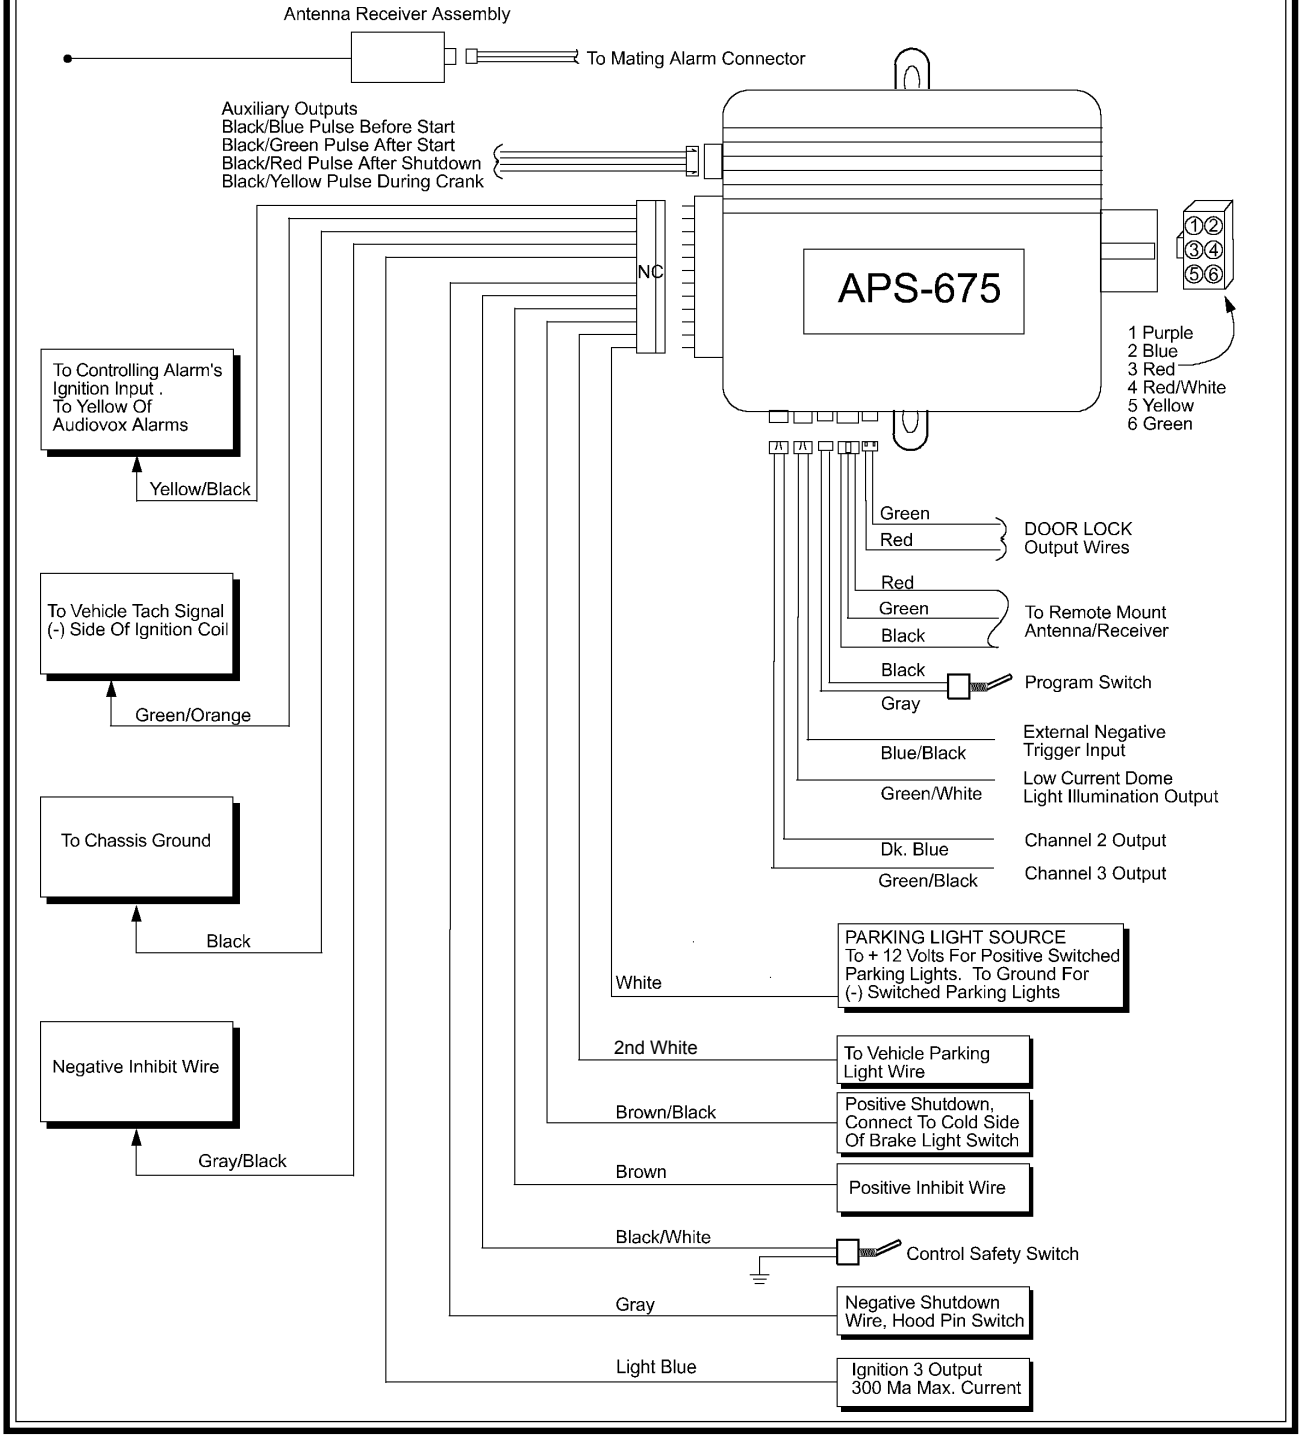 Antenna Receiver Assembly
To Mating Alarm Connector
Auxiliary Outputs
Black/Blue Pulse Before Start
Black/Green Pulse After Start
Black/Red Pulse After Shutdown
Black/Yellow Pulse During Crank
NC
APS-675
1 2
3 4
5 6
1 Purple
2 Blue
3 Red
4 Red/White
5 Yellow
6 Green
To Controlling Alarm's
Ignition Input .
To Yellow Of
Audiovox Alarms
Yellow/Black
To Vehicle Tach Signal
(-) Side Of Ignition Coil
Green/Orange
To Chassis Ground
Black
Negative Inhibit Wire
Gray/Black
Green
Red
DOOR LOCK
Output Wires
Red
Green
Black
To Remote Mount
Antenna/Receiver
Black
Gray
Program Switch
Blue/Black
External Negative
Trigger Input
Green/White
Low Current Dome
Light Illumination Output
Dk. Blue
Channel 2 Output
Green/Black
Channel 3 Output
White
PARKING LIGHT SOURCE
To + 12 Volts For Positive Switched
Parking Lights. To Ground For
(-) Switched Parking Lights
2nd White
To Vehicle Parking
Light Wire
Brown/Black
Positive Shutdown,
Connect To Cold Side
Of Brake Light Switch
Brown
Positive Inhibit Wire
Black/White
Control Safety Switch
Gray
Negative Shutdown
Wire, Hood Pin Switch
Light Blue
Ignition 3 Output
300 Ma Max. Current